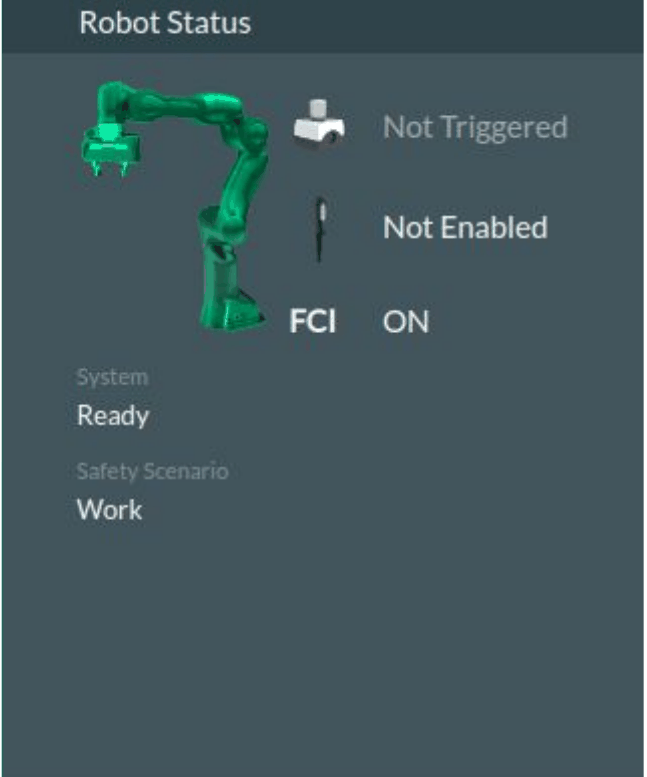 Robot Status
Not Triggered
Not Enabled
FCI ON
System
Ready
Safety Scenario
Work